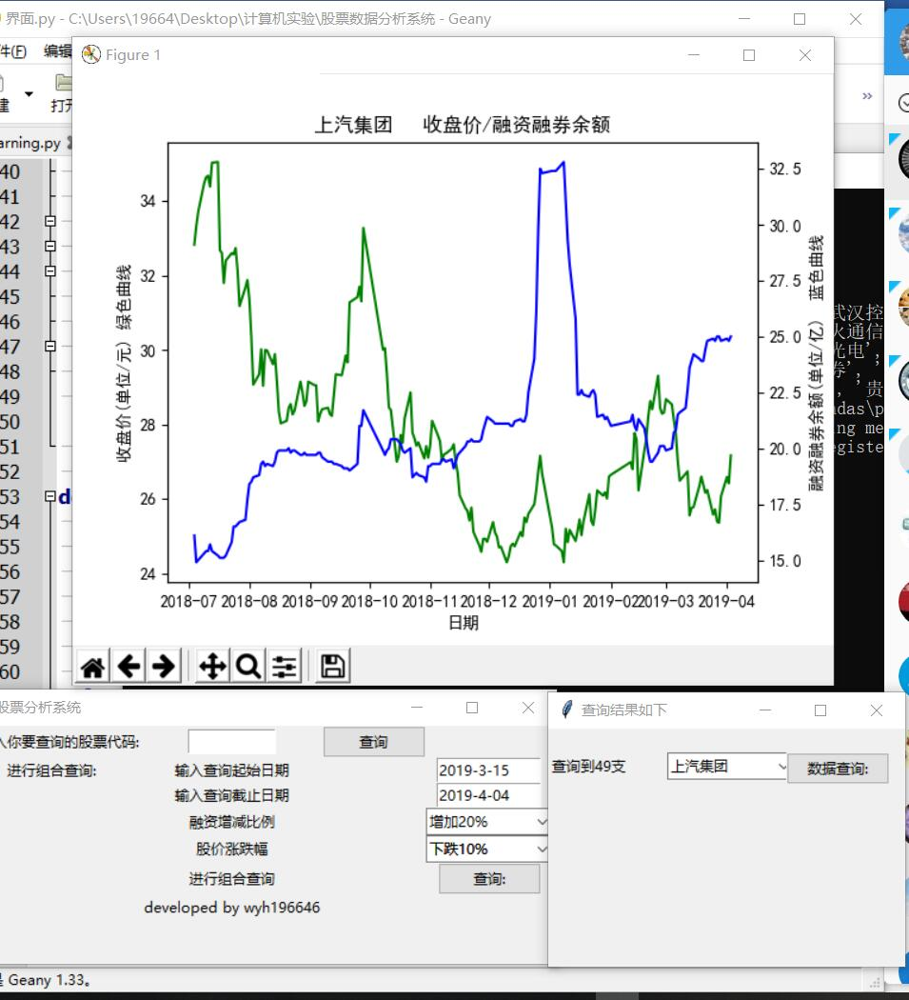 界面.py - C:\Users\19664\Desktop\计算机实验\股票数据分析系统 - Geany
件(F) 编辑
建 打开
arning.py
Figure 1
上汽集团 收盘价/融资融券余额
收盘价(单位/元) 绿色曲线
34
32
30
28
26
24
32.5
30.0
27.5
25.0
22.5
20.0
17.5
15.0
融资融券余额(单位/亿) 蓝色曲线
2018-07 2018-08 2018-09 2018-10 2018-11 2018-12 2019-01 2019-02 2019-03 2019-04
日期
40
41
42
43
44
45
46
47
48
49
50
51
52
53 d
54
55
56
57
58
59
60
武汉控
火通信
光电',
券',
, '贵
ndas\p
ing me
egiste
股票分析系统
入你要查询的股票代码: 查询
进行组合查询: 输入查询起始日期 2019-3-15
输入查询截止日期 2019-4-04
融资增减比例 增加20%
股价涨跌幅 下跌10%
进行组合查询 查询:
developed by wyh196646
查询结果如下
查询到49支 上汽集团 数据查询:
是 Geany 1.33。